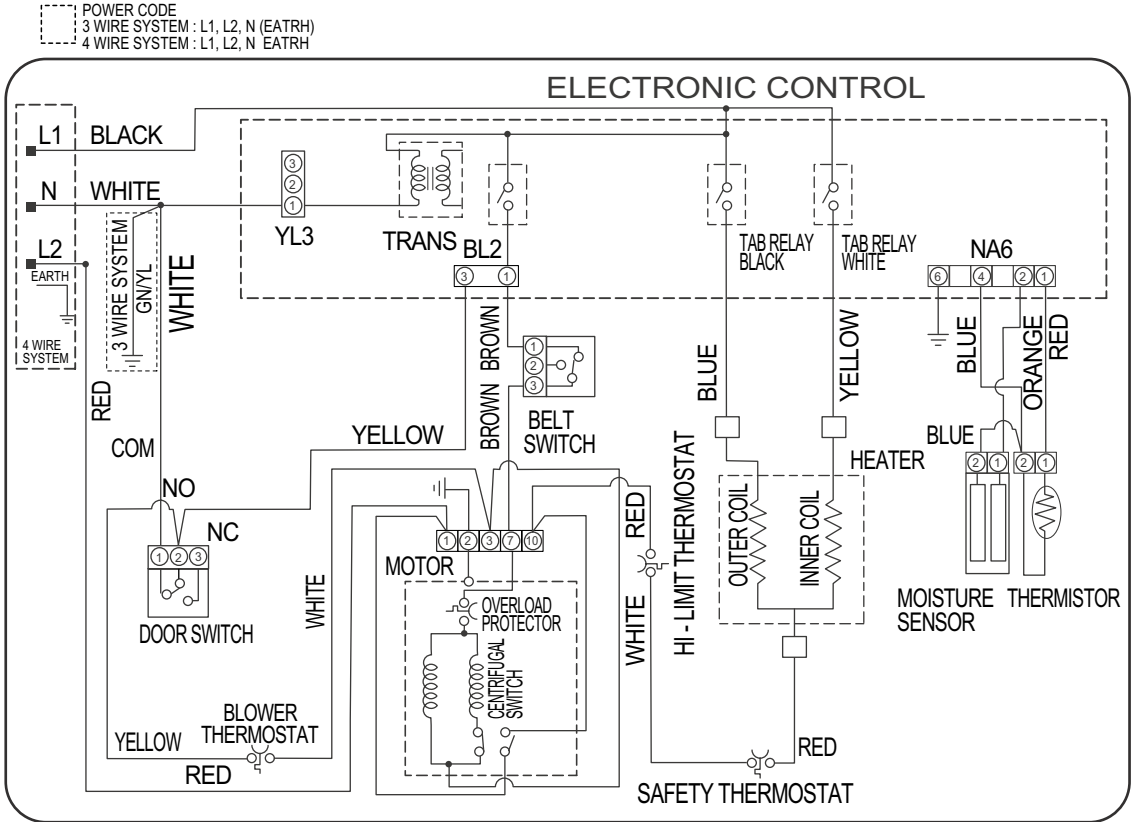 POWER CODE
3 WIRE SYSTEM : L1, L2, N (EATRH)
4 WIRE SYSTEM : L1, L2, N EATRH
ELECTRONIC CONTROL
L1 BLACK
N WHITE
L2
EARTH
4 WIRE
SYSTEM
3 WIRE SYSTEM
GN/YL
WHITE
RED
3
2
1
YL3
TRANS
BL2
3 1
TAB RELAY
BLACK
TAB RELAY
WHITE
NA6
6 4 2 1
BROWN
BROWN
1
2
3
BELT
SWITCH
BLUE
YELLOW
BLUE
ORANGE
RED
COM
NO
NC
1 2 3
DOOR SWITCH
YELLOW
WHITE
MOTOR
1 2 3 7 10
OVERLOAD
PROTECTOR
CENTRIFUGAL
SWITCH
RED
WHITE
HI - LIMIT THERMOSTAT
HEATER
OUTER COIL
INNER COIL
BLUE
2 1 2 1
MOISTURE
SENSOR
THERMISTOR
BLOWER
THERMOSTAT
YELLOW
RED
RED
SAFETY THERMOSTAT